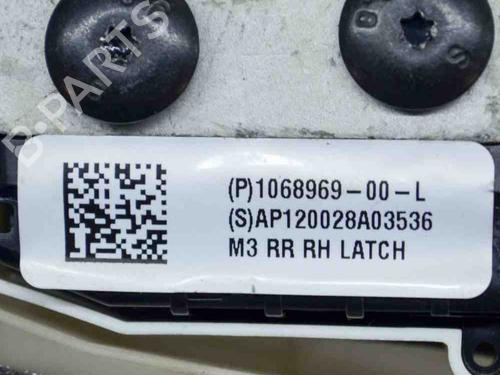 B-PARTS
(P)1068969-00-L
(S)AP120028A03536
M3 RR RH LATCH